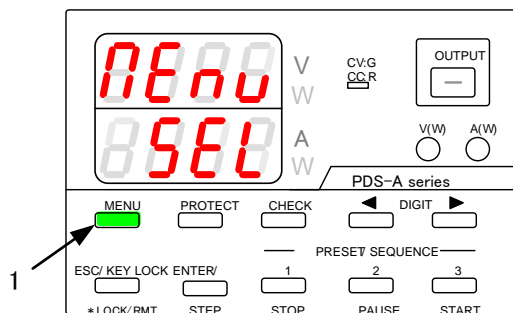 MEnu
V
W
SEL
A
W
CV:G
CC:R
OUTPUT
V(W) A(W)
PDS-A series
MENU PROTECT CHECK ◀ DIGIT ▶
PRESET/ SEQUENCE
1
ESC/ KEY LOCK ENTER/ 1 2 3
*LOCK/RMT STEP STOP PAUSE START